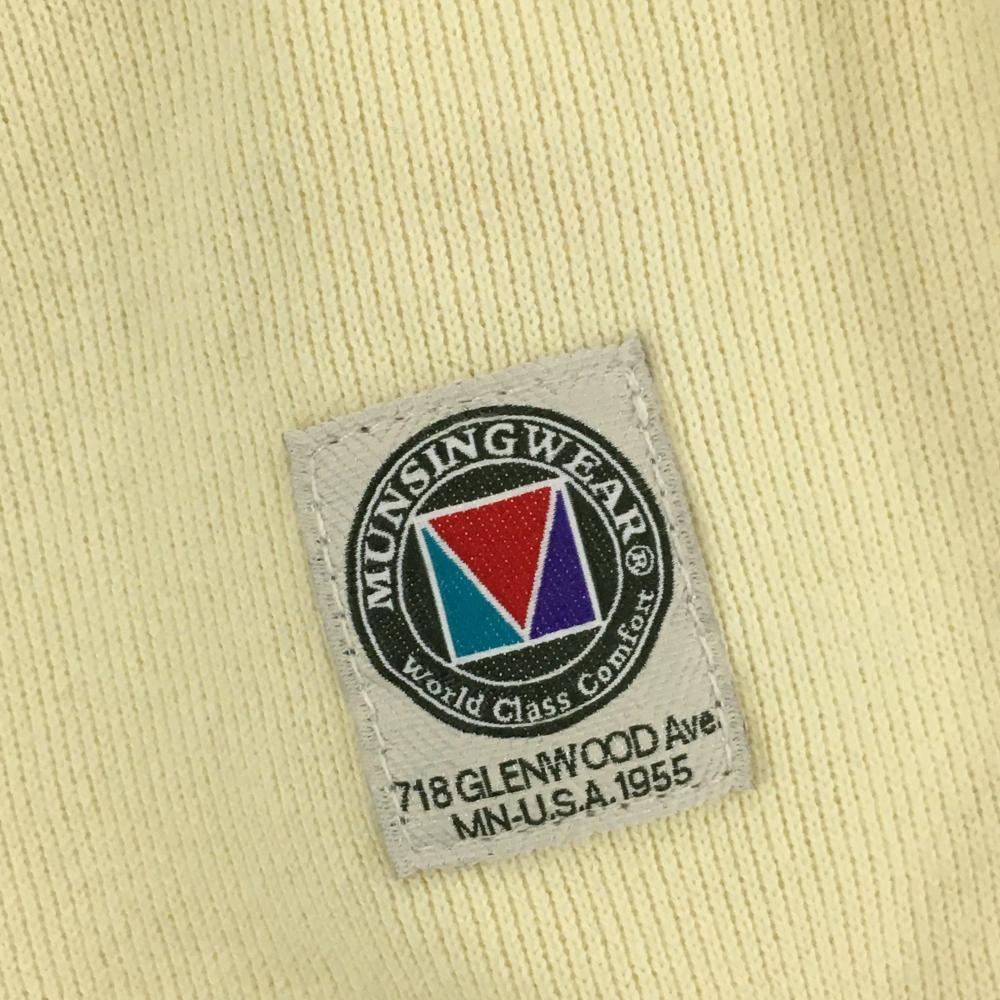 MUNSINGWEAR®
World Class Comfort
718 GLENWOOD Ave.
MN-U.S.A.1955